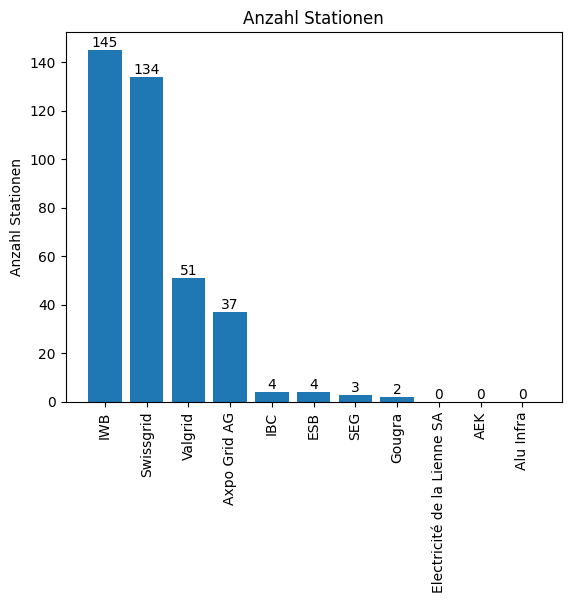 Anzahl Stationen
Anzahl Stationen
140
120
100
80
60
40
20
0
145
134
51
37
4
4
3
2
0
0
0
IWB
Swissgrid
Valgrid
Axpo Grid AG
IBC
ESB
SEG
Gougra
Electricité de la Lienne SA
AEK
Alu Infra